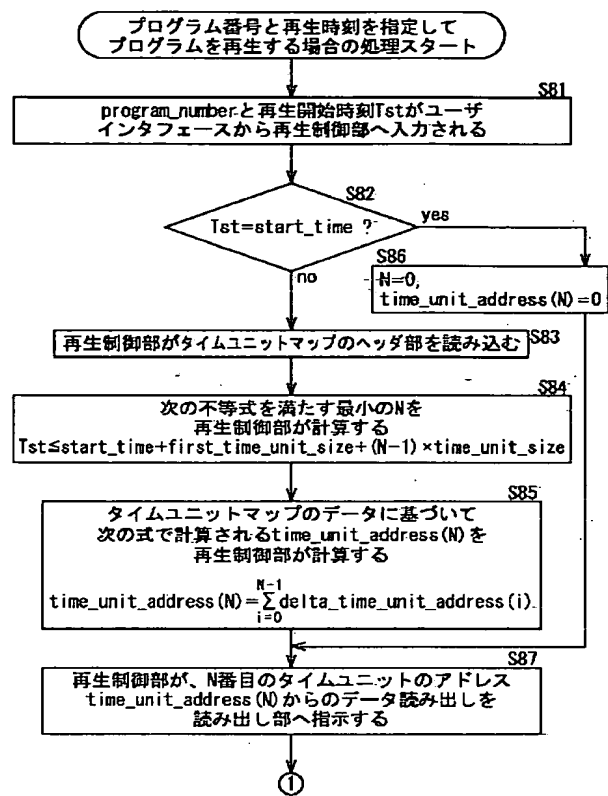 プログラム番号と再生時刻を指定して
プログラムを再生する場合の処理スタート
S81
program_numberと再生開始時刻Tstがユーザ
インタフェースから再生制御部へ入力される
S82
Tst=start_time ?
yes
no
S86
N=0,
time_unit_address(N)=0
再生制御部がタイムユニットマップのヘッダ部を読み込む
S83
S84
次の不等式を満たす最小のNを
再生制御部が計算する
Tst≤start_time+first_time_unit_size+(N-1)×time_unit_size
S85
タイムユニットマップのデータに基づいて
次の式で計算されるtime_unit_address(N)を
再生制御部が計算する
N-1
time_unit_address(N)=Σdelta_time_unit_address(i)
i=0
S87
再生制御部が、N番目のタイムユニットのアドレス
time_unit_address(N)からのデータ読み出しを
読み出し部へ指示する
1